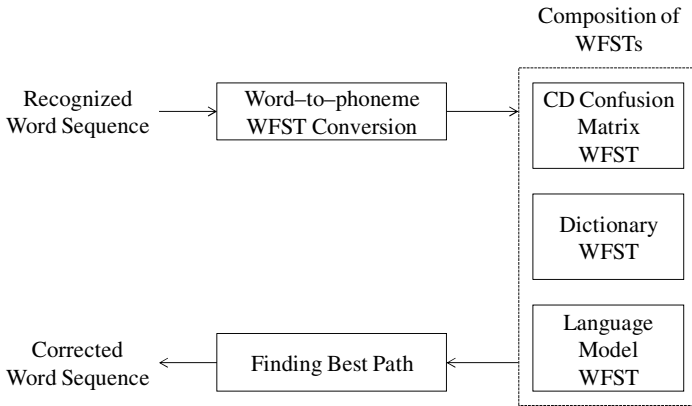 Composition of
WFSTs
Recognized
Word Sequence
Word–to–phoneme
WFST Conversion
CD Confusion
Matrix
WFST
Dictionary
WFST
Language
Model
WFST
Finding Best Path
Corrected
Word Sequence